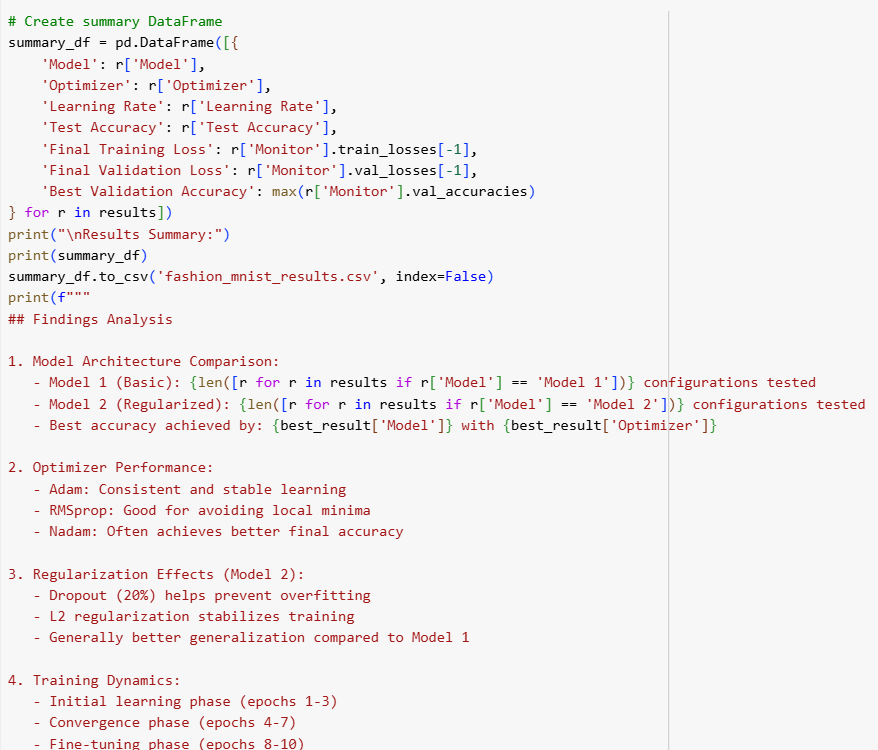 # Create summary DataFrame
summary_df = pd.DataFrame([{
    'Model': r['Model'],
    'Optimizer': r['Optimizer'],
    'Learning Rate': r['Learning Rate'],
    'Test Accuracy': r['Test Accuracy'],
    'Final Training Loss': r['Monitor'].train_losses[-1],
    'Final Validation Loss': r['Monitor'].val_losses[-1],
    'Best Validation Accuracy': max(r['Monitor'].val_accuracies)
} for r in results])
print("\nResults Summary:")
print(summary_df)
summary_df.to_csv('fashion_mnist_results.csv', index=False)
print(f"""
## Findings Analysis

1. Model Architecture Comparison:
   - Model 1 (Basic): {len([r for r in results if r['Model'] == 'Model 1'])} configurations tested
   - Model 2 (Regularized): {len([r for r in results if r['Model'] == 'Model 2'])} configurations tested
   - Best accuracy achieved by: {best_result['Model']} with {best_result['Optimizer']}

2. Optimizer Performance:
   - Adam: Consistent and stable learning
   - RMSprop: Good for avoiding local minima
   - Nadam: Often achieves better final accuracy

3. Regularization Effects (Model 2):
   - Dropout (20%) helps prevent overfitting
   - L2 regularization stabilizes training
   - Generally better generalization compared to Model 1

4. Training Dynamics:
   - Initial learning phase (epochs 1-3)
   - Convergence phase (epochs 4-7)
   - Fine-tuning phase (epochs 8-10)